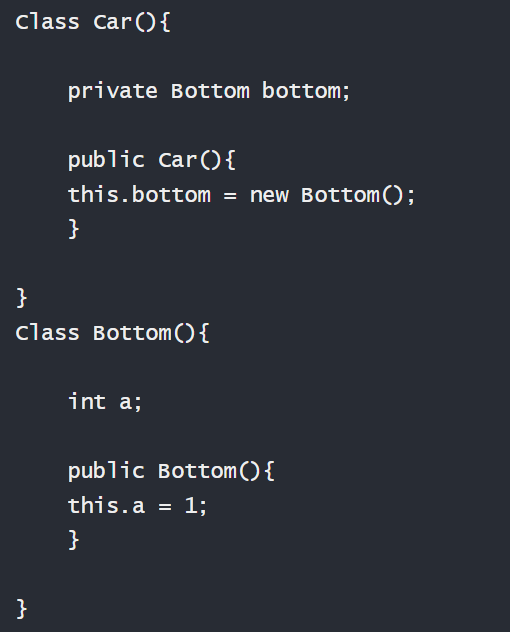 Class Car(){
private Bottom bottom;
public Car(){
this.bottom = new Bottom();
}
}
Class Bottom(){
int a;
public Bottom(){
this.a = 1;
}
}